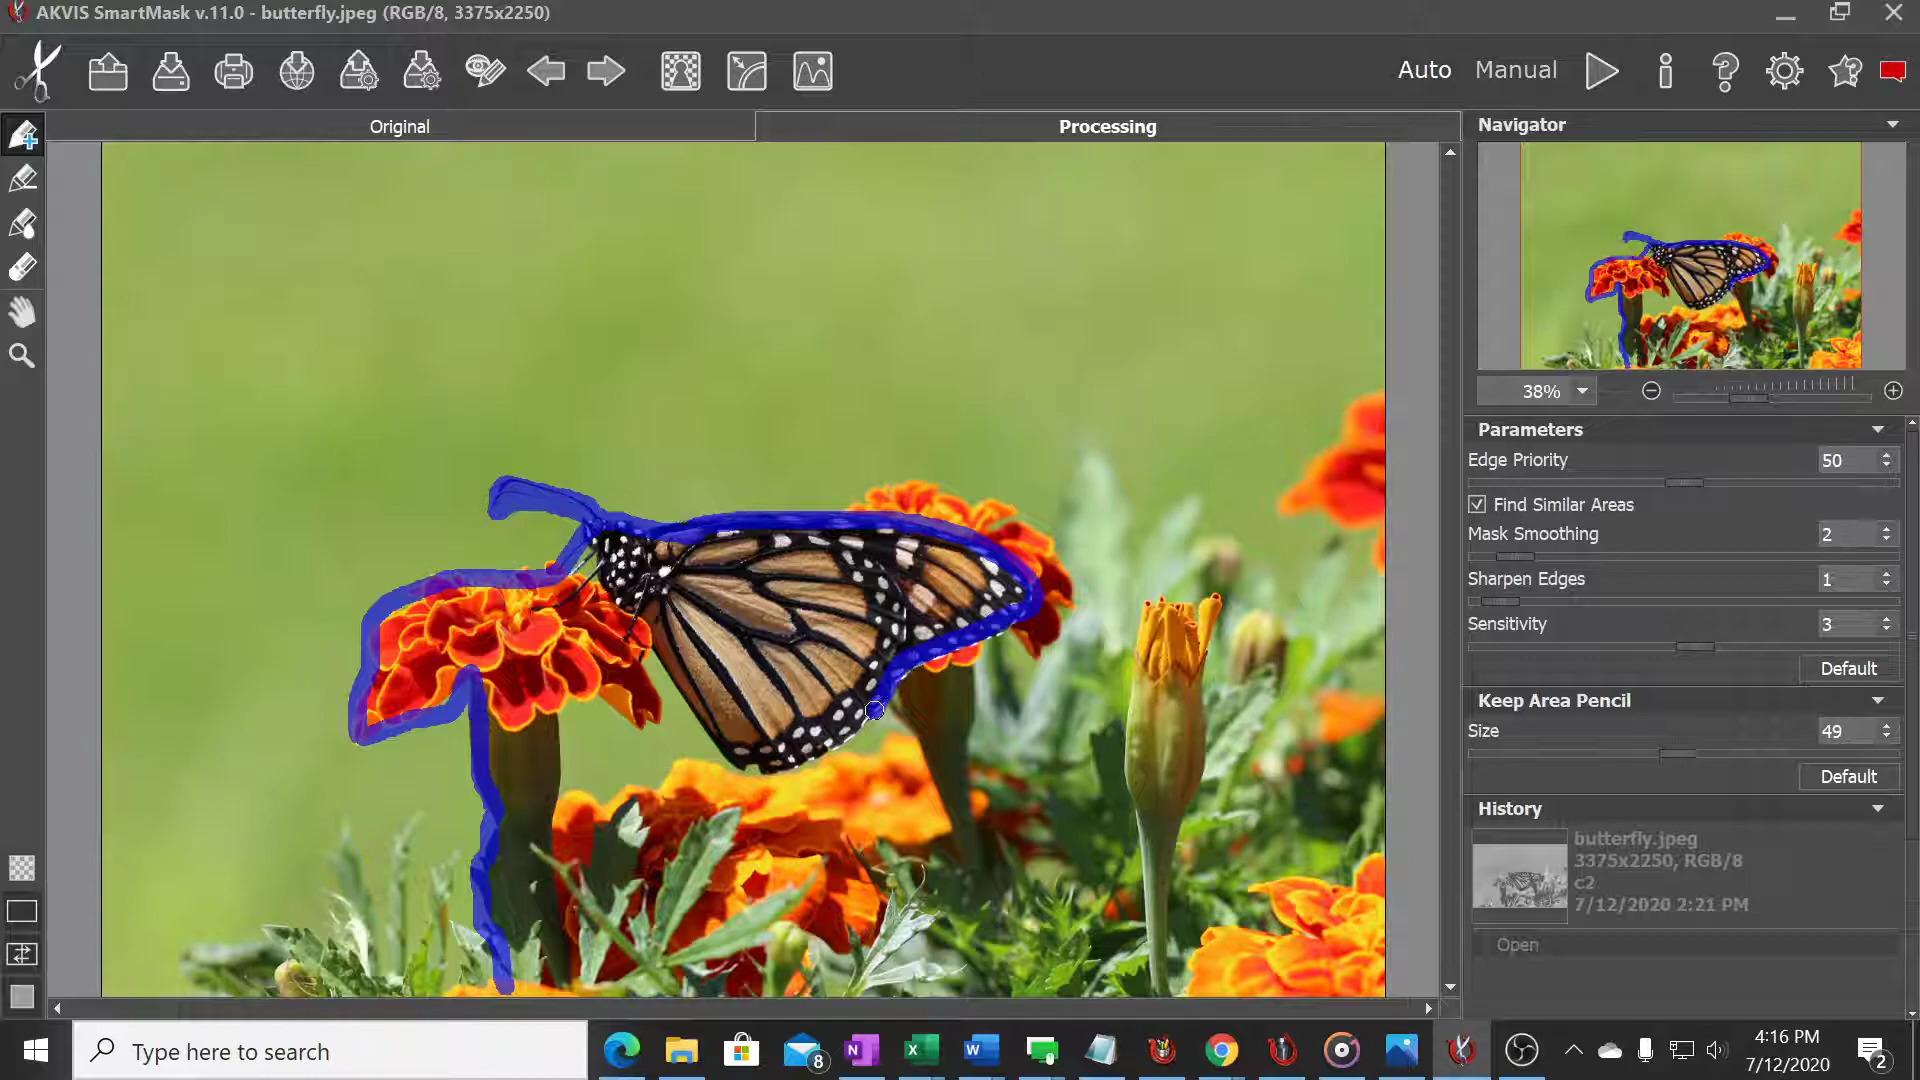 AKVIS SmartMask v.11.0 - butterfly.jpeg (RGB/8, 3375x2250)
Auto
Manual
Original
Processing
Navigator
38%
Parameters
Edge Priority
50
Find Similar Areas
Mask Smoothing
2
Sharpen Edges
1
Sensitivity
3
Default
Keep Area Pencil
Size
49
Default
History
butterfly.jpeg
3375x2250, RGB/8
c2
7/12/2020 2:21 PM
Open
Type here to search
8
N
X
W
4:16 PM
7/12/2020
2